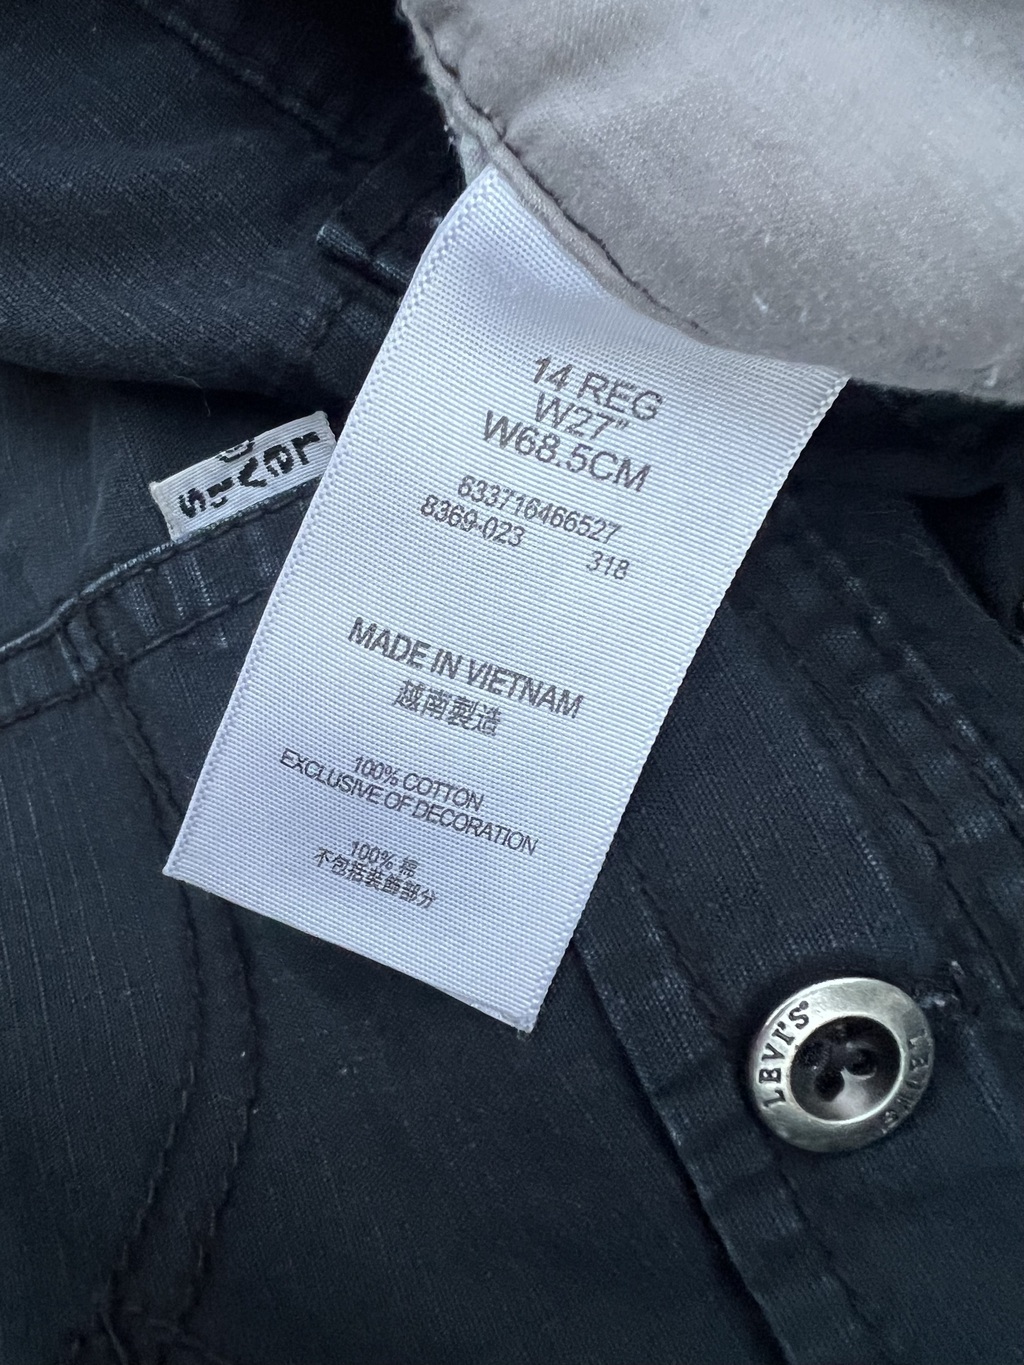 14 REG
W27"
W68.5CM
633716466527
8369-023 318
MADE IN VIETNAM
越南製造
100% COTTON
EXCLUSIVE OF DECORATION
100% 棉
不包括裝飾部分
silver
LEVI'S®
LEVI'S